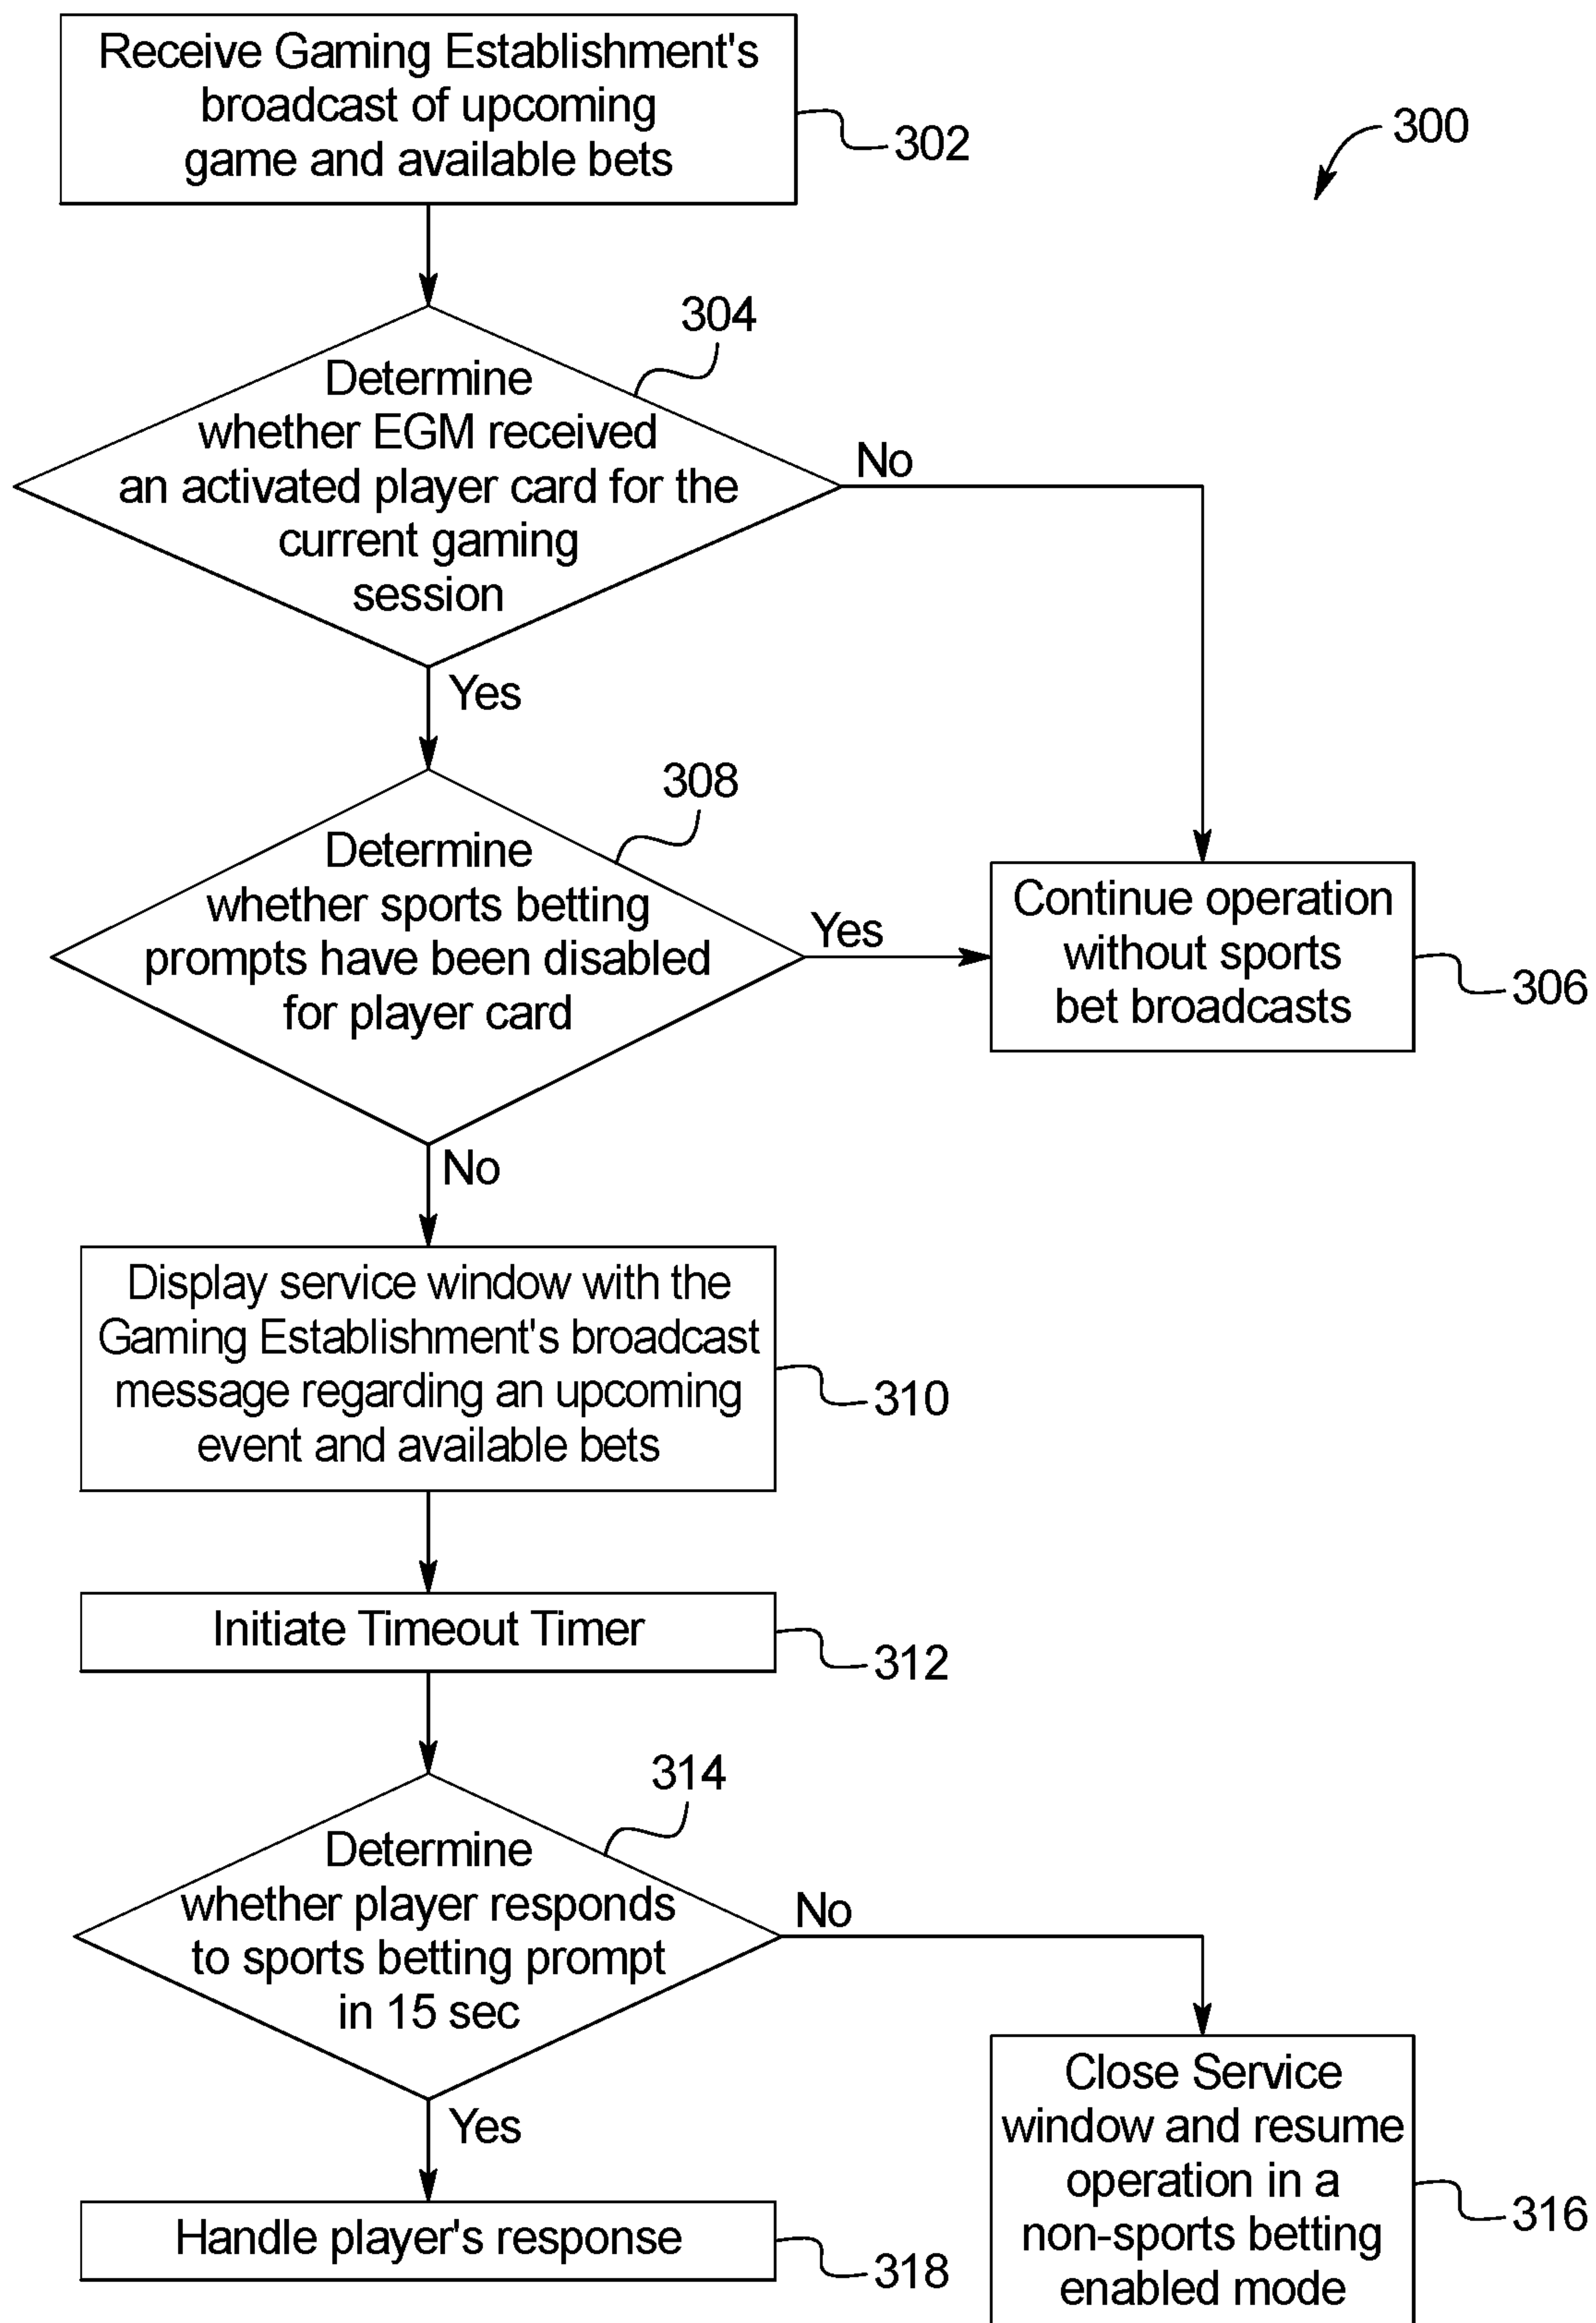 Receive Gaming Establishment's
broadcast of upcoming
game and available bets
302
300
304
Determine
whether EGM received
an activated player card for the
current gaming
session
No
Yes
308
Determine
whether sports betting
prompts have been disabled
for player card
Yes
Continue operation
without sports
bet broadcasts
306
No
Display service window with the
Gaming Establishment's broadcast
message regarding an upcoming
event and available bets
310
Initiate Timeout Timer
312
314
Determine
whether player responds
to sports betting prompt
in 15 sec
No
Yes
Close Service
window and resume
operation in a
non-sports betting
enabled mode
316
Handle player's response
318